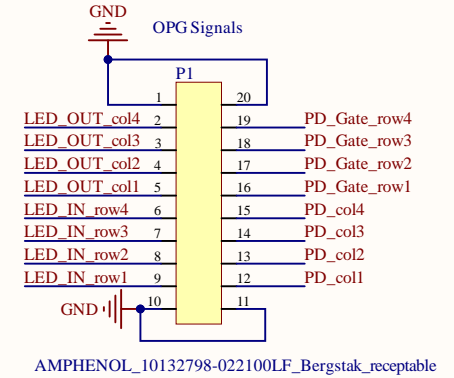 GND
OPG Signals
P1
1 20
LED_OUT_col4 2 19 PD_Gate_row4
LED_OUT_col3 3 18 PD_Gate_row3
LED_OUT_col2 4 17 PD_Gate_row2
LED_OUT_col1 5 16 PD_Gate_row1
LED_IN_row4 6 15 PD_col4
LED_IN_row3 7 14 PD_col3
LED_IN_row2 8 13 PD_col2
LED_IN_row1 9 12 PD_col1
GND 10 11
AMPHENOL_10132798-022100LF_Bergstak_receptable